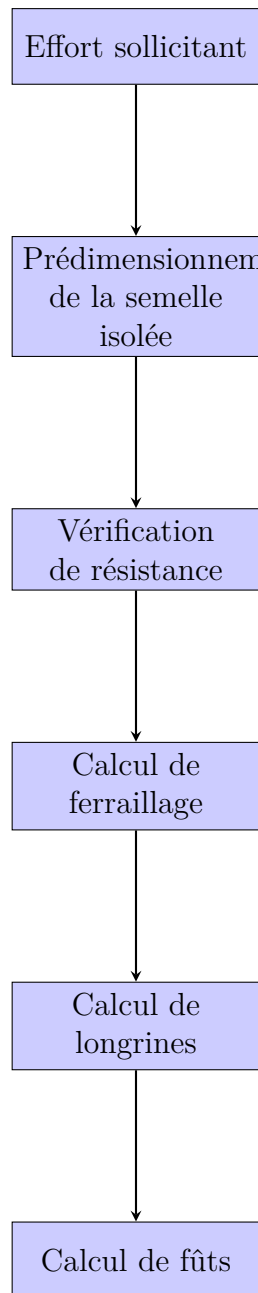 Effort sollicitant
Prédimensionnem
de la semelle
isolée
Vérification
de résistance
Calcul de
ferraillage
Calcul de
longrines
Calcul de fûts